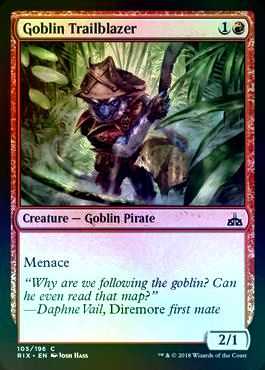 Goblin Trailblazer 1
Creature — Goblin Pirate
Menace
“Why are we following the goblin? Can
he even read that map?”
—Daphne Vail, Diremore first mate
2/1
105/196 C
RIX • EN Josh Hass
™ & © 2018 Wizards of the Coast